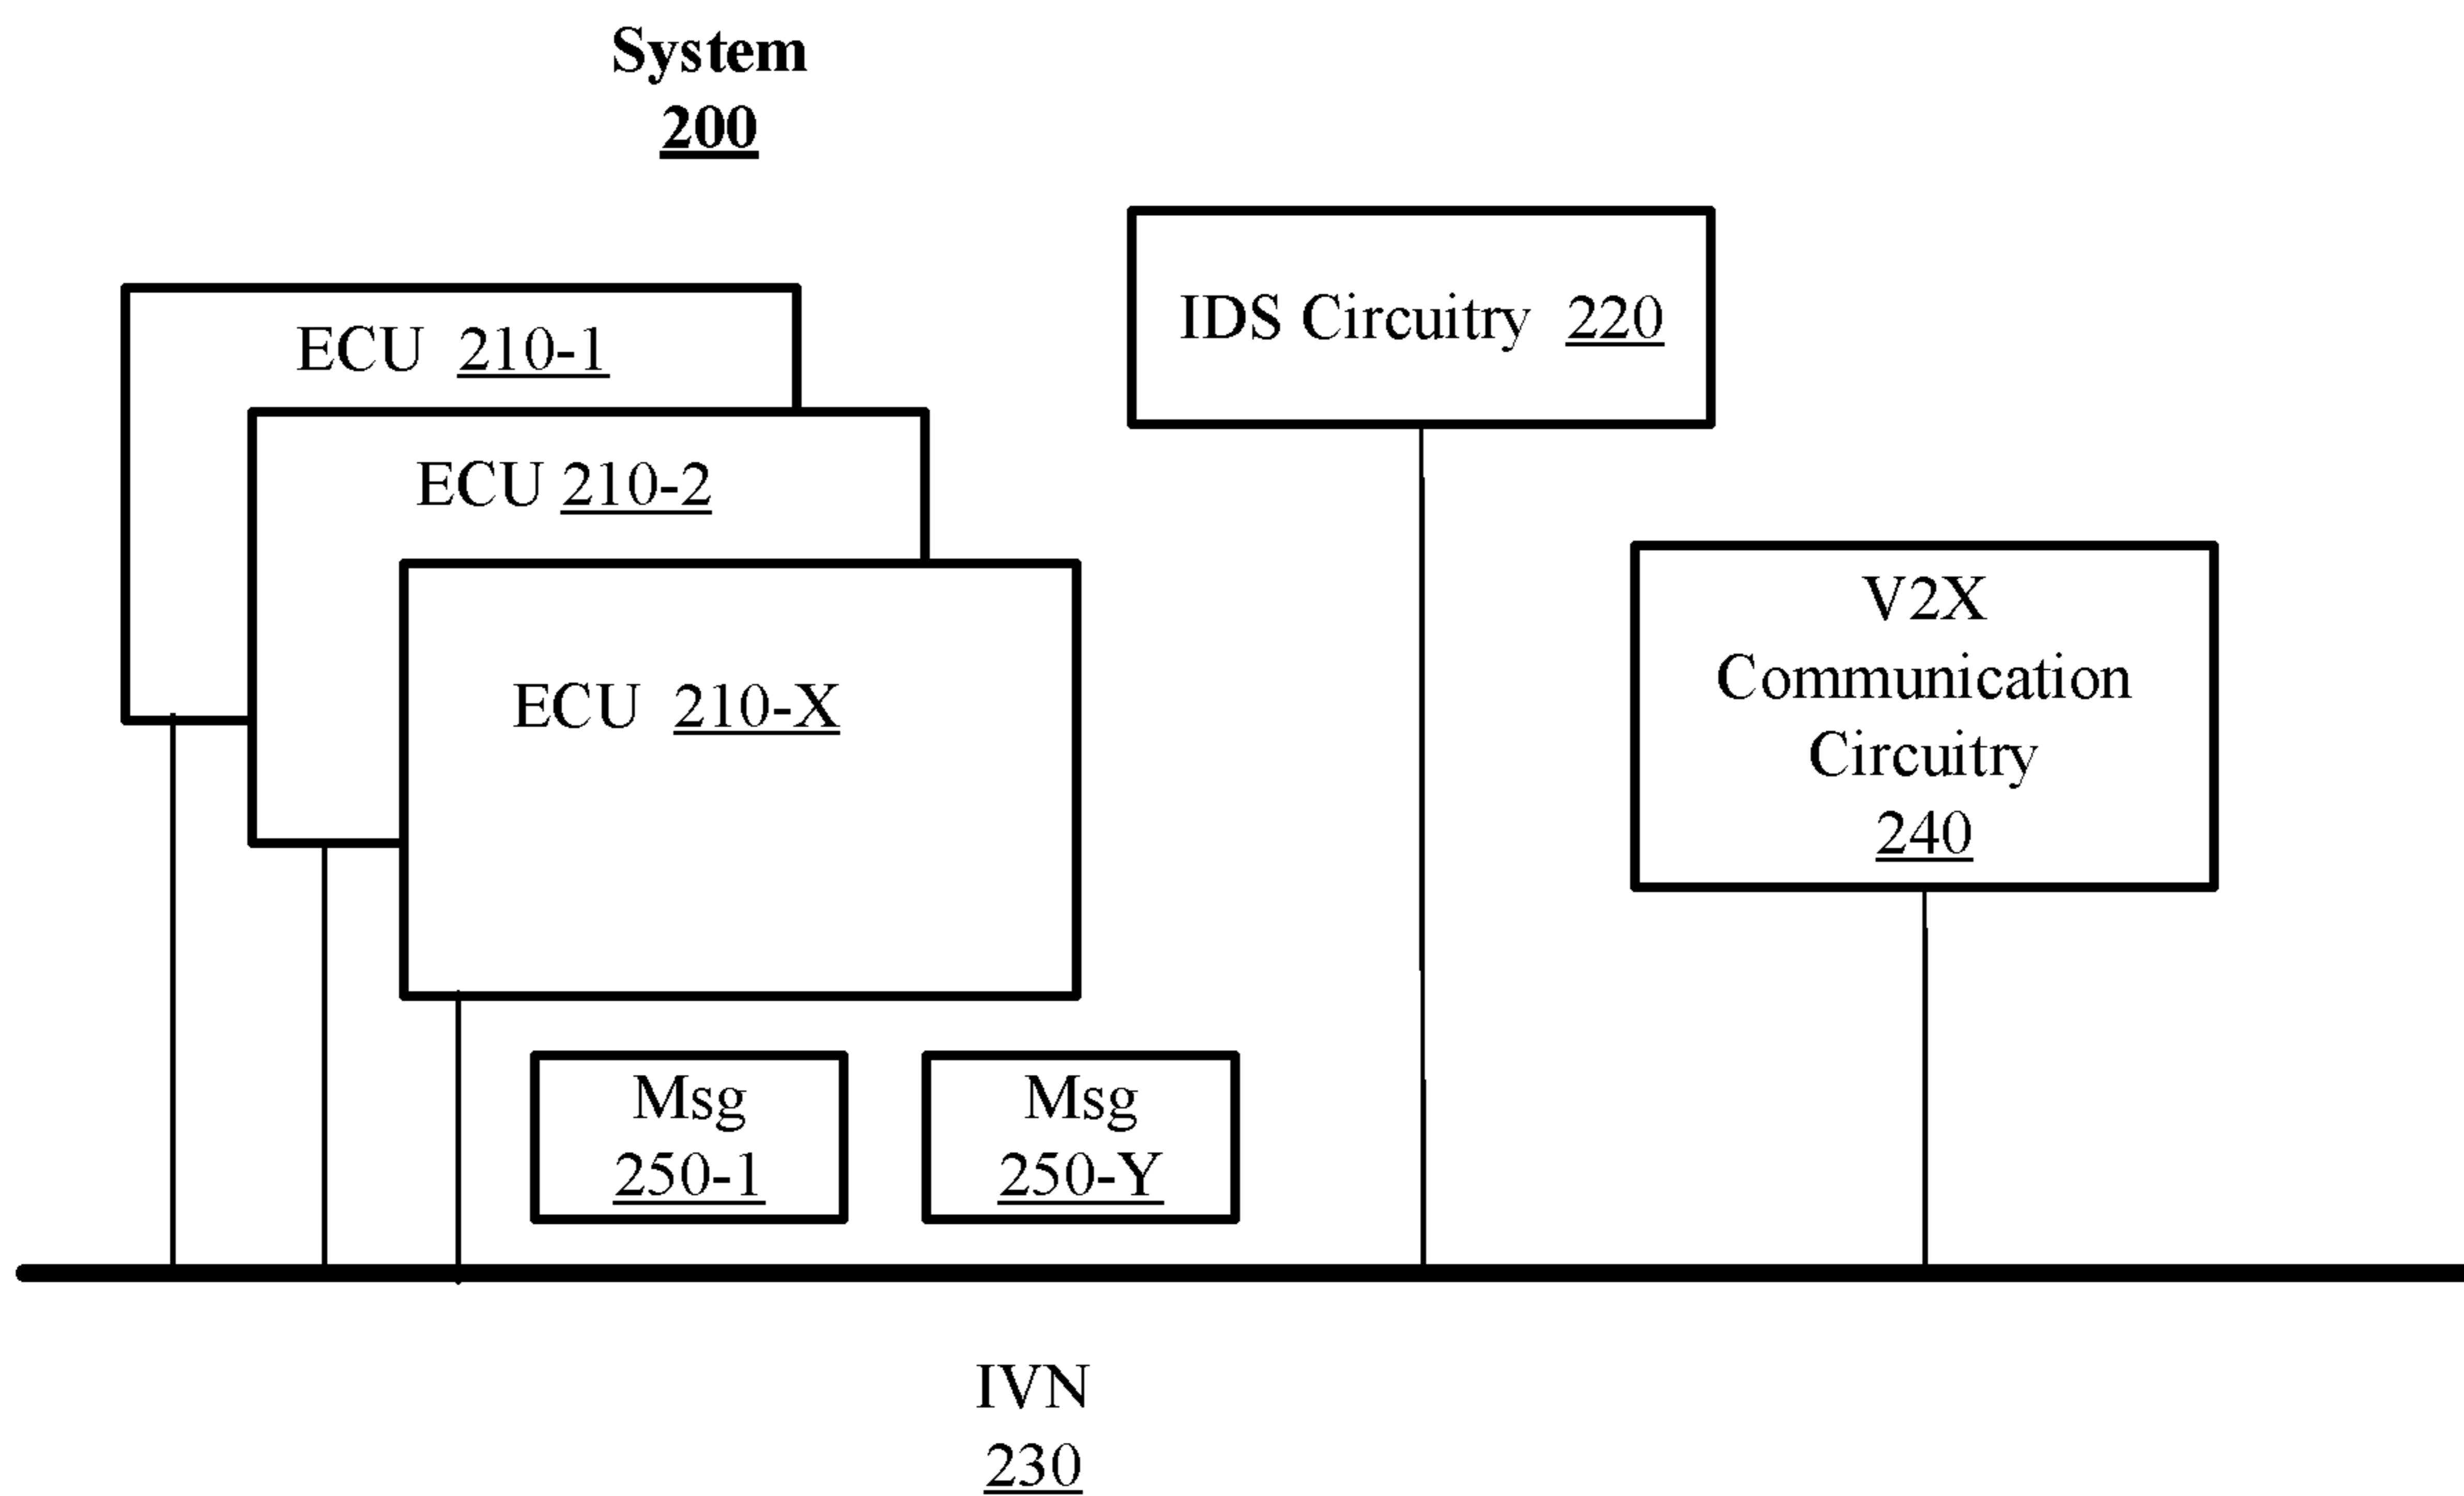 System
200
IDS Circuitry 220
ECU 210-1
ECU 210-2
ECU 210-X
V2X
Communication
Circuitry
240
Msg
250-1
Msg
250-Y
IVN
230